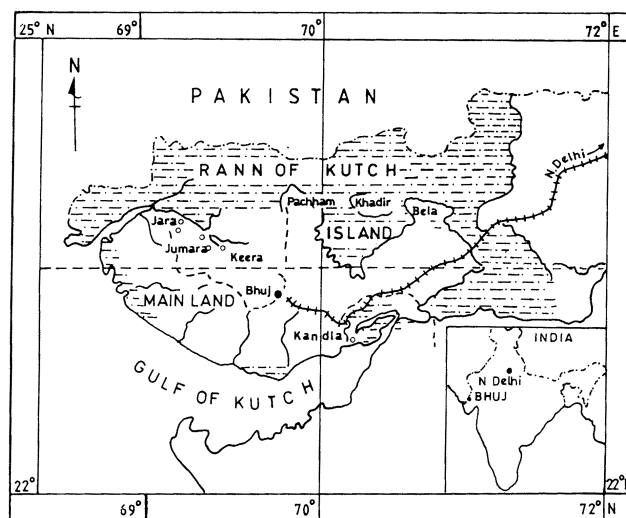 25° N 69° 70° 72° E
N
PAKISTAN
N.Delhi
RANN OF KUTCH
Pachham Khadir Bela
Jara
ISLAND
Jumara
Keera
MAIN LAND Bhuj
Kandla
INDIA
GULF OF KUTCH
N Delhi
BHUJ
22° 22°
69° 70° 72° N